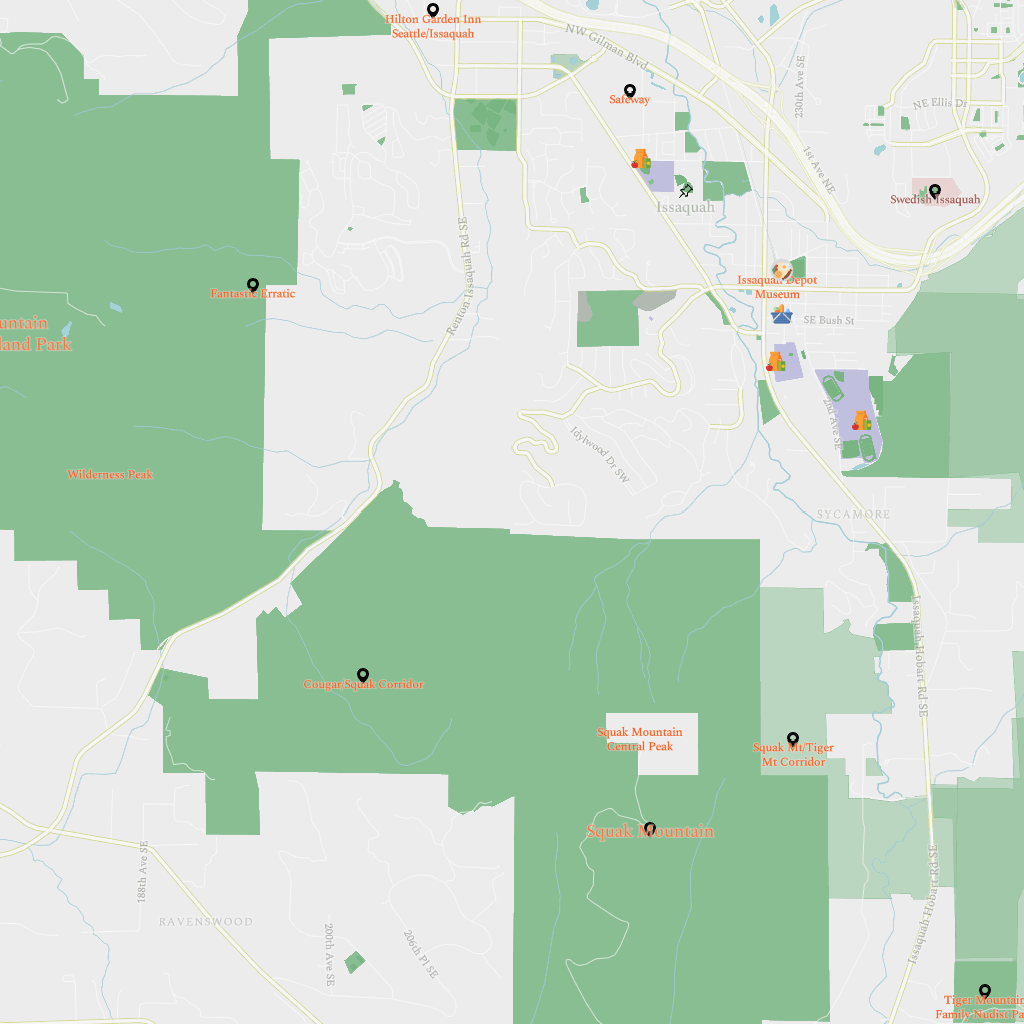 Hilton Garden Inn
Seattle/Issaquah
NW Gilman Blvd
230th Ave SE
Safeway
NE Ellis Dr
1st Ave NE
Swedish Issaquah
Issaquah
Renton Issaquah Rd SE
Fantastic Erratic
Issaquah Depot
Museum
SE Bush St
untain
land Park
2nd Ave SE
Idylwood Dr SW
Wilderness Peak
SYCAMORE
Issaquah Hobart Rd SE
Cougar/Squak Corridor
Squak Mountain
Central Peak
Squak Mt/Tiger
Mt Corridor
Squak Mountain
188th Ave SE
Issaquah Hobart Rd SE
RAVENSWOOD
200th Ave SE
206th Pl SE
Tiger Mountain
Family Nudist Pa